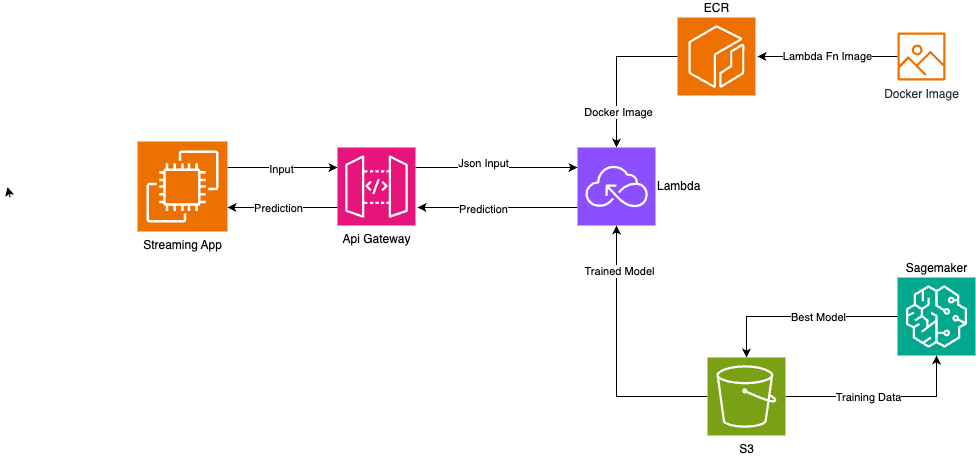 ECR
Lambda Fn Image
Docker Image
Docker Image
Input
Json Input
</>
Lambda
Prediction
Prediction
Streaming App
Api Gateway
Trained Model
Sagemaker
Best Model
Training Data
S3